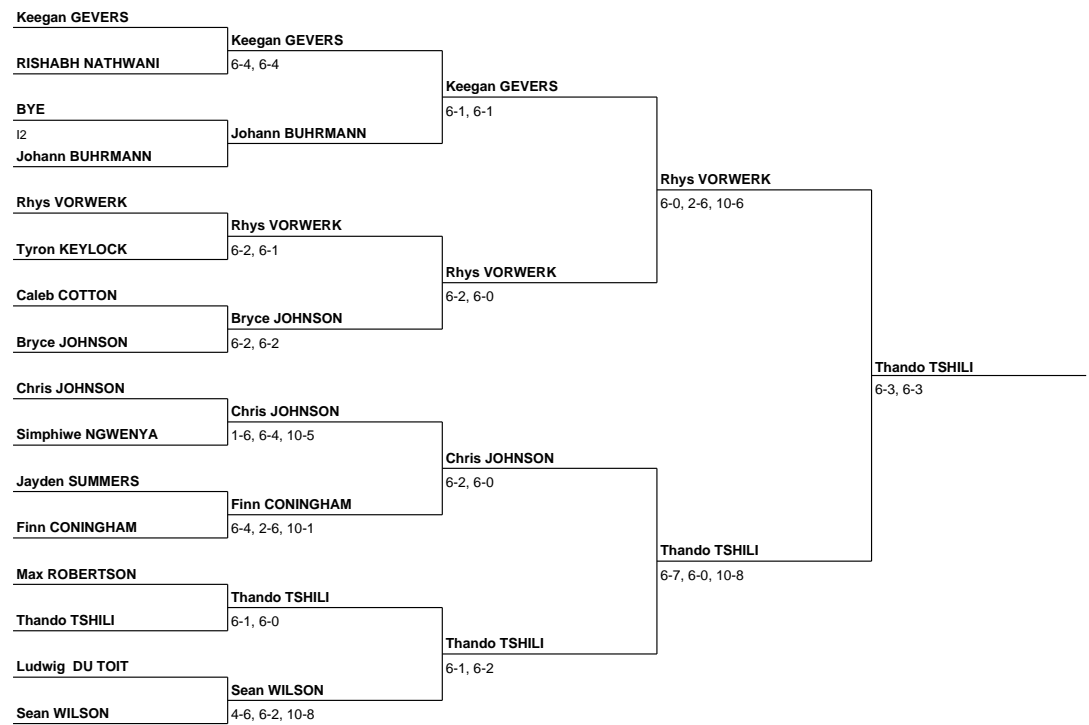 Keegan GEVERS
Keegan GEVERS
RISHABH NATHWANI
6-4, 6-4
Keegan GEVERS
6-1, 6-1
BYE
I2
Johann BUHRMANN
Johann BUHRMANN
Rhys VORWERK
6-0, 2-6, 10-6
Rhys VORWERK
Rhys VORWERK
Tyron KEYLOCK
6-2, 6-1
Rhys VORWERK
6-2, 6-0
Caleb COTTON
Bryce JOHNSON
Bryce JOHNSON
6-2, 6-2
Thando TSHILI
6-3, 6-3
Chris JOHNSON
Chris JOHNSON
Simphiwe NGWENYA
1-6, 6-4, 10-5
Chris JOHNSON
6-2, 6-0
Jayden SUMMERS
Finn CONINGHAM
Finn CONINGHAM
6-4, 2-6, 10-1
Thando TSHILI
6-7, 6-0, 10-8
Max ROBERTSON
Thando TSHILI
Thando TSHILI
6-1, 6-0
Thando TSHILI
6-1, 6-2
Ludwig  DU TOIT
Sean WILSON
Sean WILSON
4-6, 6-2, 10-8